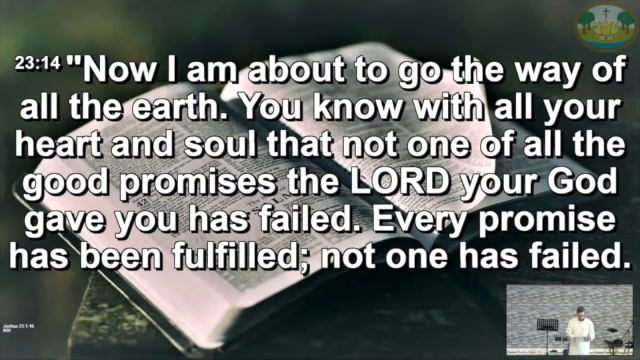 23:14 "Now I am about to go the way of
all the earth. You know with all your
heart and soul that not one of all the
good promises the LORD your God
gave you has failed. Every promise
has been fulfilled; not one has failed.
Joshua 23:1-16
NIV